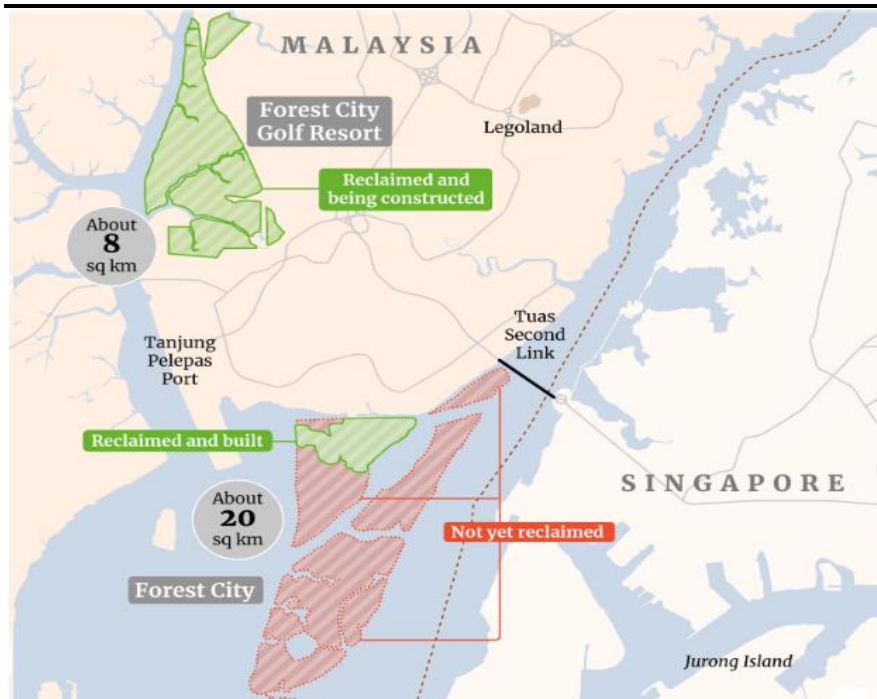 MALAYSIA
Forest City
Golf Resort
Legoland
Reclaimed and
being constructed
About
8
sq km
Tuas
Second
Link
Tanjung
Pelepas
Port
Reclaimed and built
SINGAPORE
About
20
sq km
Not yet reclaimed
Forest City
Jurong Island